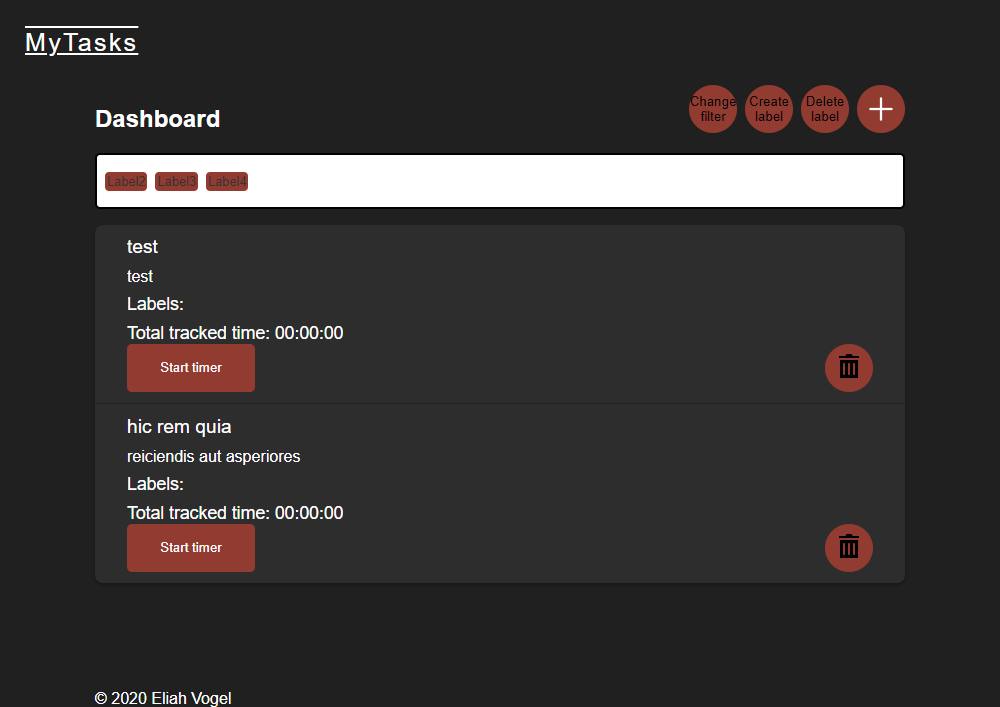 MyTasks
Dashboard
Change
filter
Create
label
Delete
label
Label2 Label3 Label4
test
test
Labels:
Total tracked time: 00:00:00
Start timer
hic rem quia
reiciendis aut asperiores
Labels:
Total tracked time: 00:00:00
Start timer
© 2020 Eliah Vogel